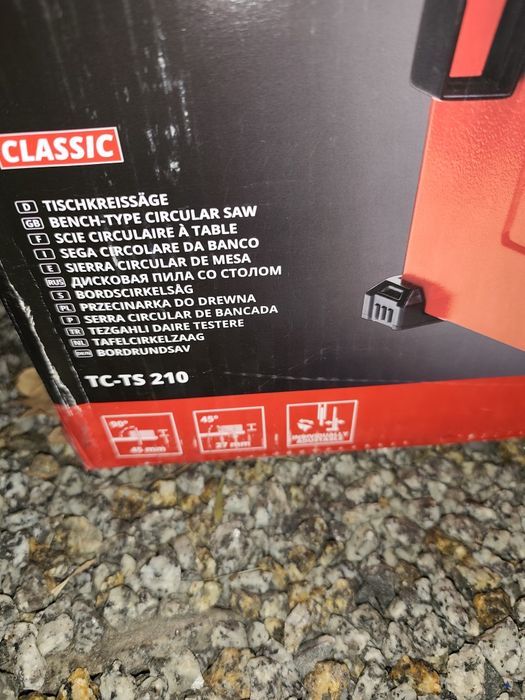 CLASSIC
D TISCHKREISSÄGE
GB BENCH-TYPE CIRCULAR SAW
F SCIE CIRCULAIRE À TABLE
I SEGA CIRCOLARE DA BANCO
E SIERRA CIRCULAR DE MESA
RUS ДИСКОВАЯ ПИЛА СО СТОЛОМ
S BORDSCIRKELSÅG
PL PRZECINARKA DO DREWNA
P SERRA CIRCULAR DE BANCADA
TR TEZGAHLI DAIRE TESTERE
NL TAFELCIRKELZAAG
BORDRUNDSAV
TC-TS 210
90°
45 mm
45°
27 mm
INDIVIDUALLY
ADJUSTABLE